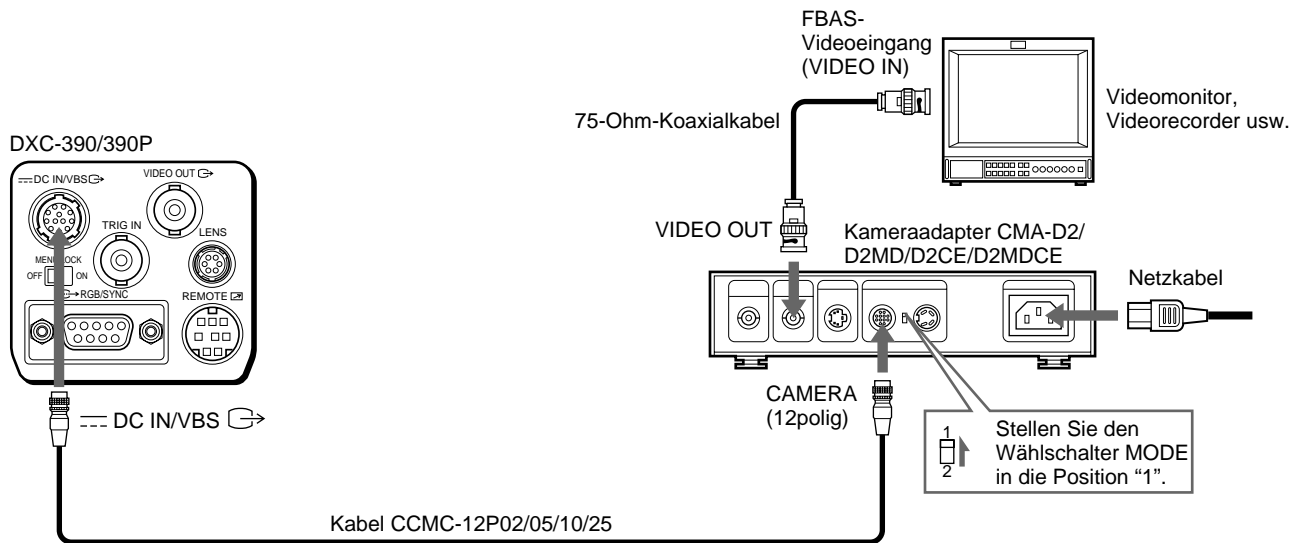 FBAS-
Videoeingang
(VIDEO IN)
75-Ohm-Koaxialkabel
Videomonitor,
Videorecorder usw.
DXC-390/390P
DC IN/VBS
VIDEO OUT
TRIG IN
LENS
MENU LOCK
OFF ON
RGB/SYNC
REMOTE
VIDEO OUT
Kameraadapter CMA-D2/
D2MD/D2CE/D2MDCE
Netzkabel
DC IN/VBS
CAMERA
(12polig)
1
2
Stellen Sie den
Wählschalter MODE
in die Position “1”.
Kabel CCMC-12P02/05/10/25